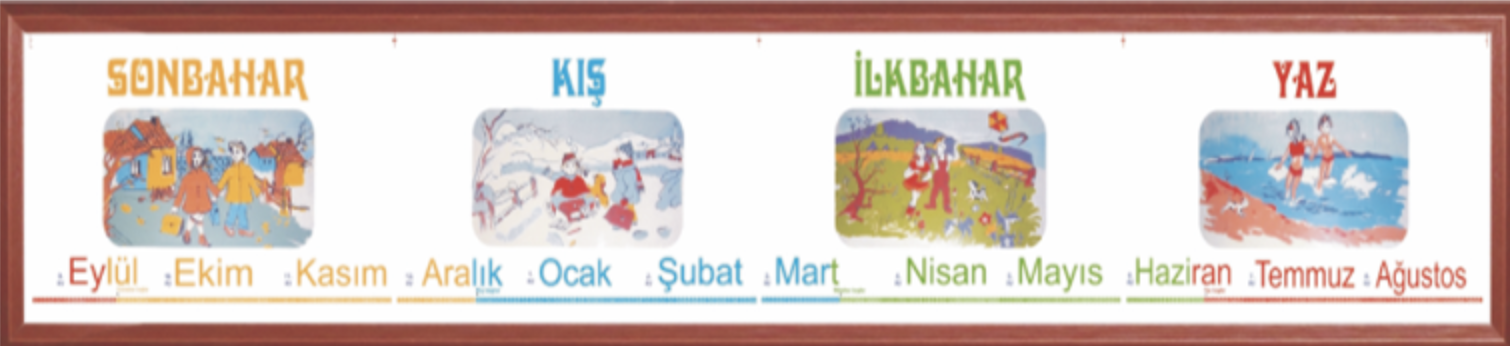 SONBAHAR KIŞ İLKBAHAR YAZ
Eylül Ekim Kasım Aralık Ocak Şubat Mart Nisan Mayıs Haziran Temmuz Ağustos